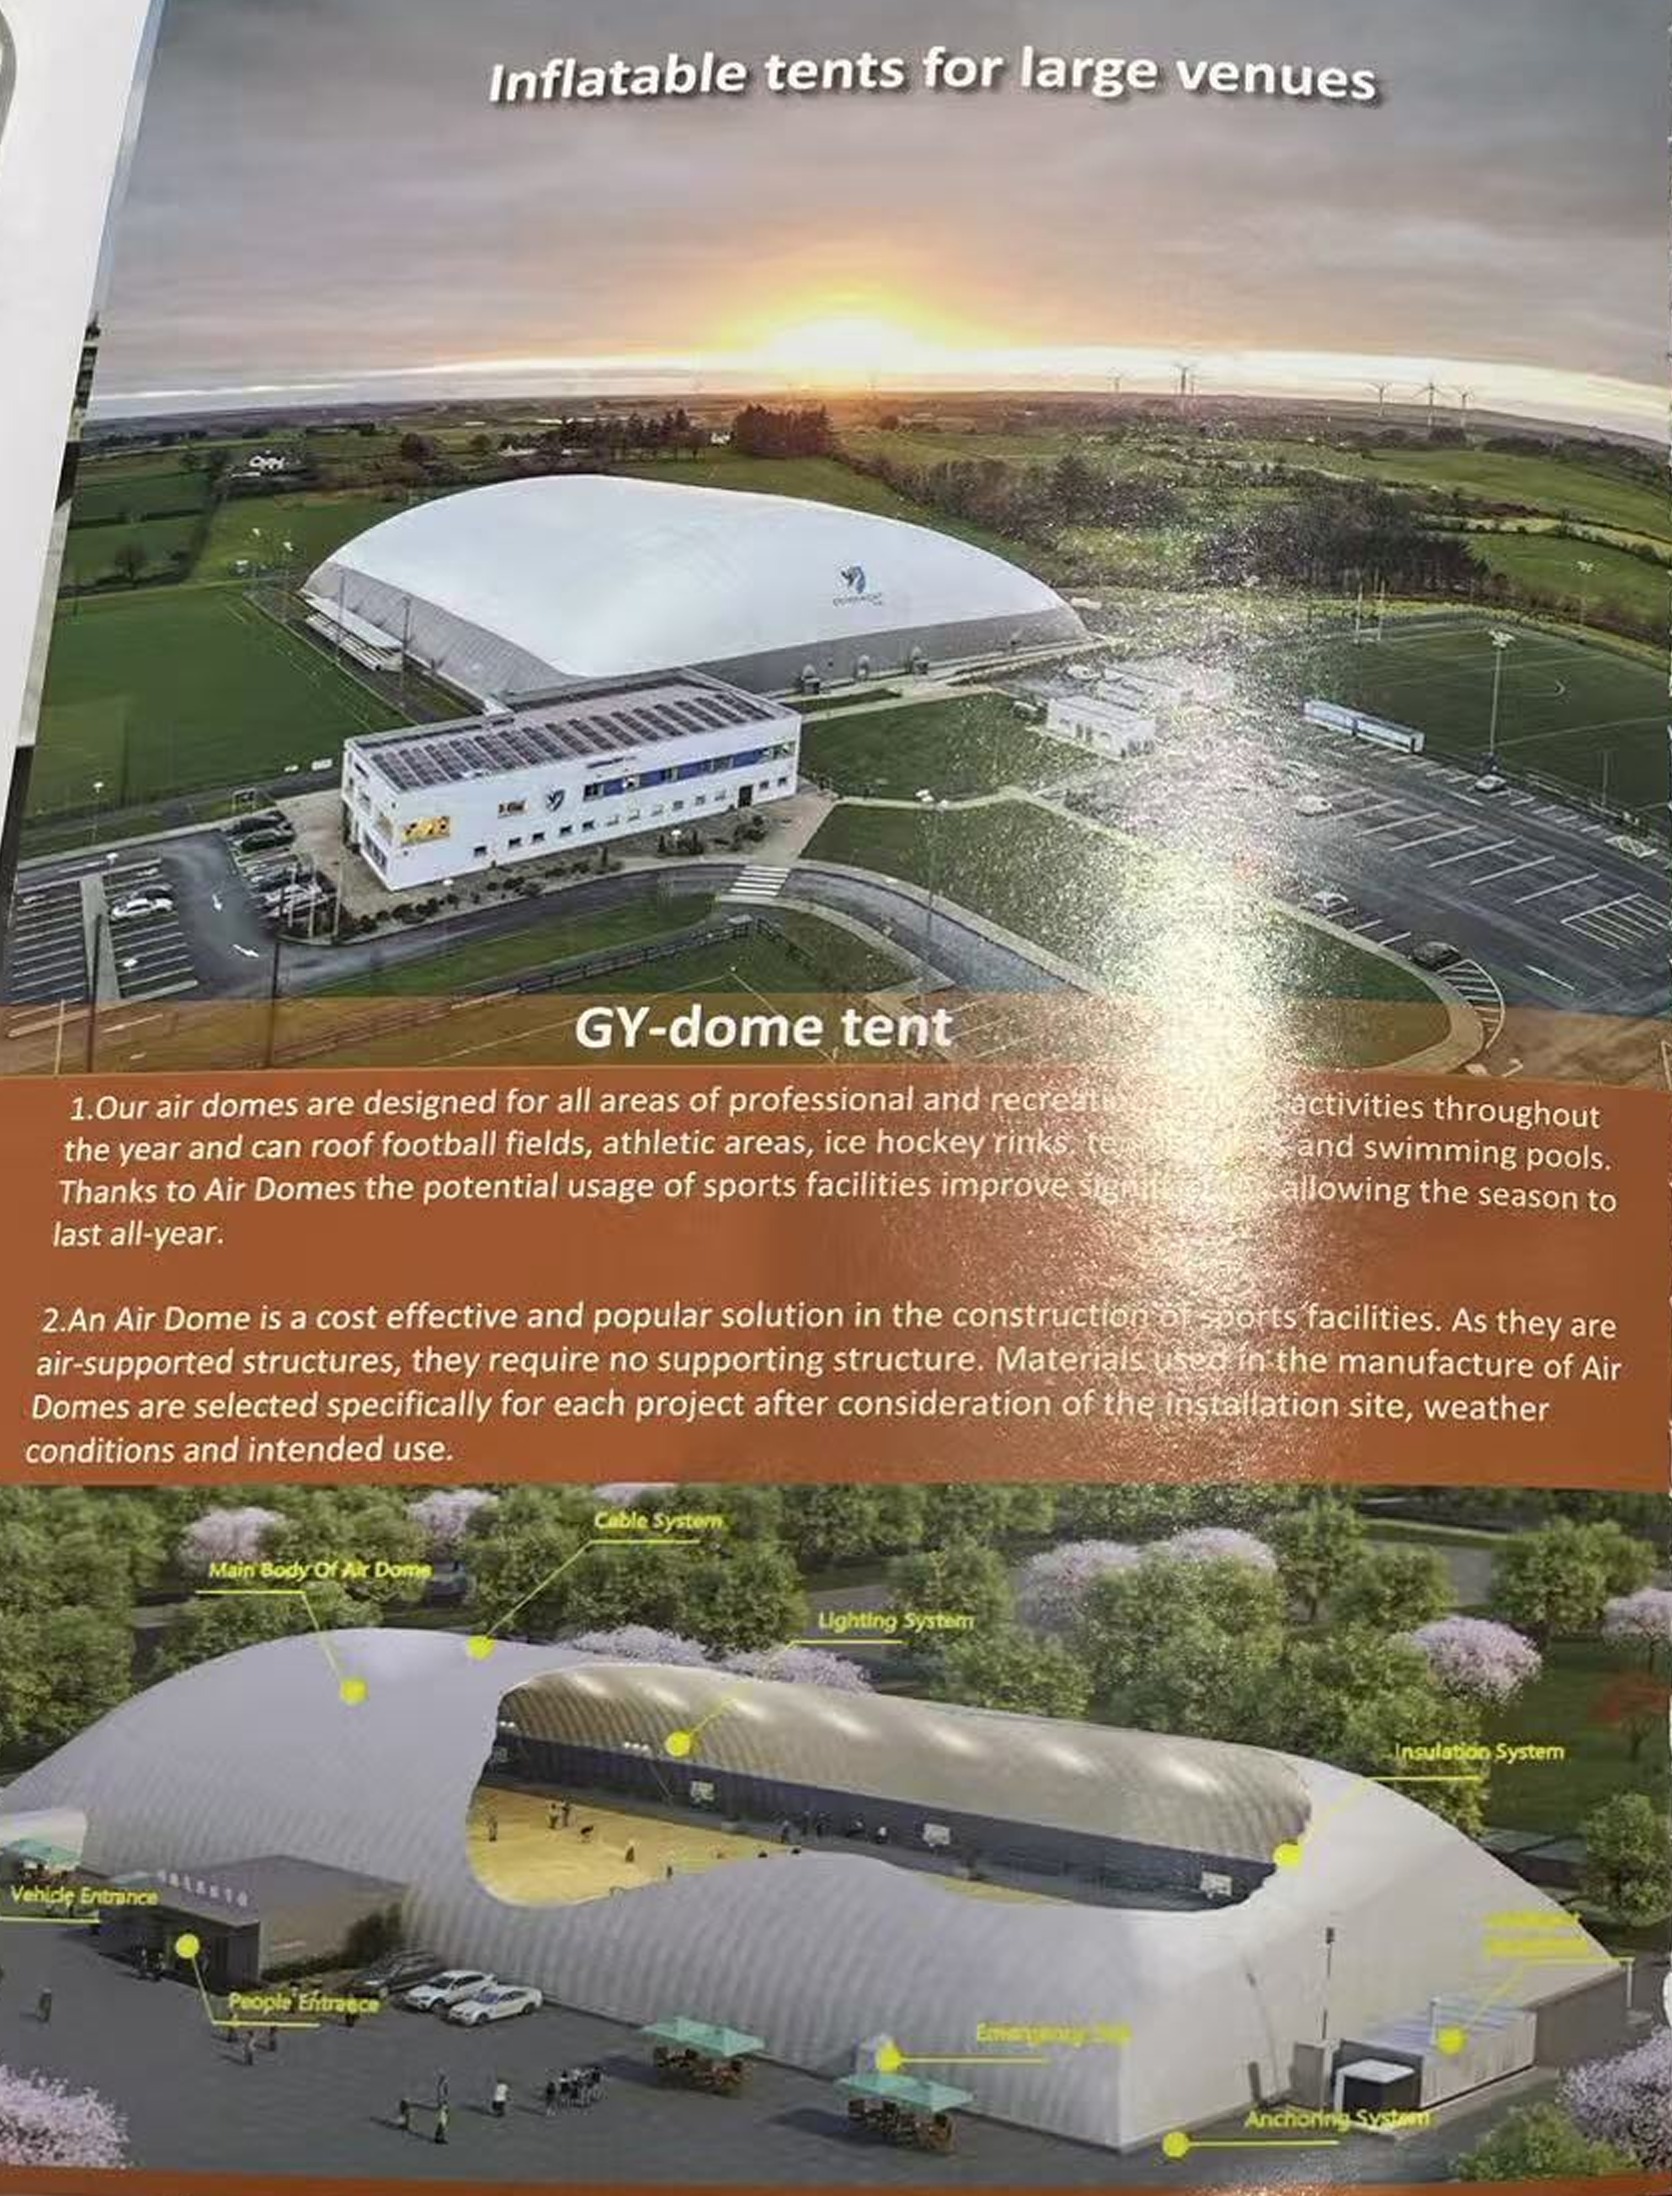 Inflatable tents for large venues
GY-dome tent
1.Our air domes are designed for all areas of professional and activities throughout
the year and can roof football fields, athletic areas, ice hockey rinks, and swimming pools.
Thanks to Air Domes the potential usage of sports facilities improve allowing the season to
last all-year.
2.An Air Dome is a cost effective and popular solution in the construction of sports facilities. As they are
air-supported structures, they require no supporting structure. Materials used in the manufacture of Air
Domes are selected specifically for each project after consideration of the installation site, weather
conditions and intended use.
Cable System
Main Body Of Air Dome
Lighting System
Insulation System
Vehicle Entrance
People Entrance
Emergency
Anchoring System